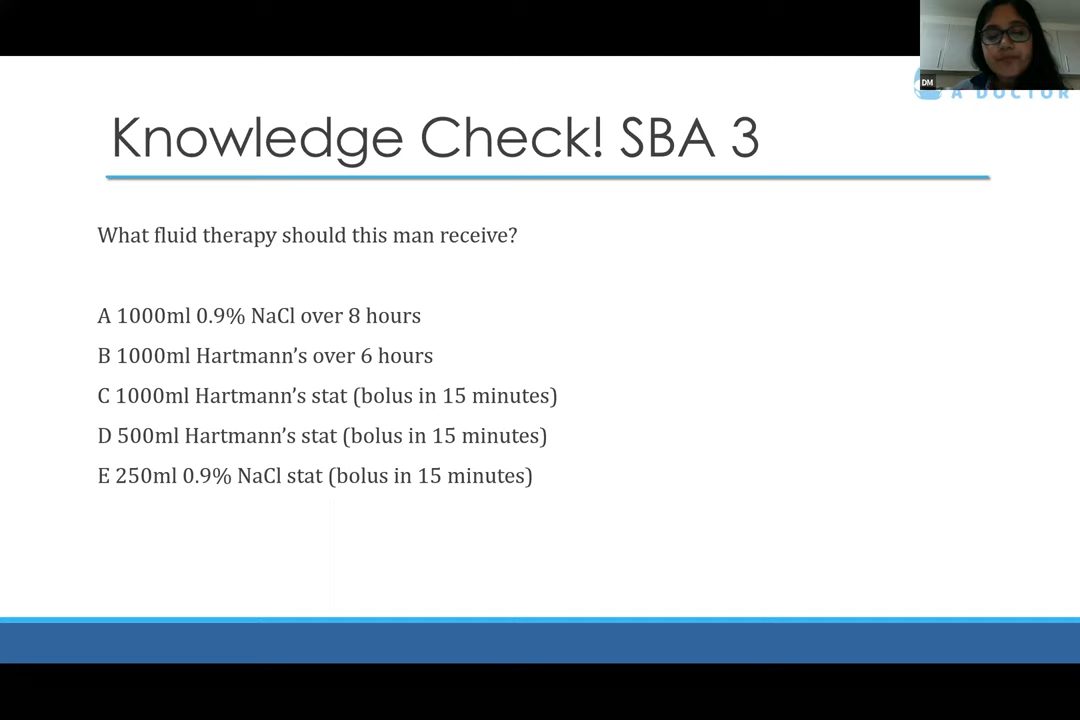 DM
A DOCTOR
Knowledge Check! SBA 3
What fluid therapy should this man receive?
A 1000ml 0.9% NaCl over 8 hours
B 1000ml Hartmann’s over 6 hours
C 1000ml Hartmann’s stat (bolus in 15 minutes)
D 500ml Hartmann’s stat (bolus in 15 minutes)
E 250ml 0.9% NaCl stat (bolus in 15 minutes)